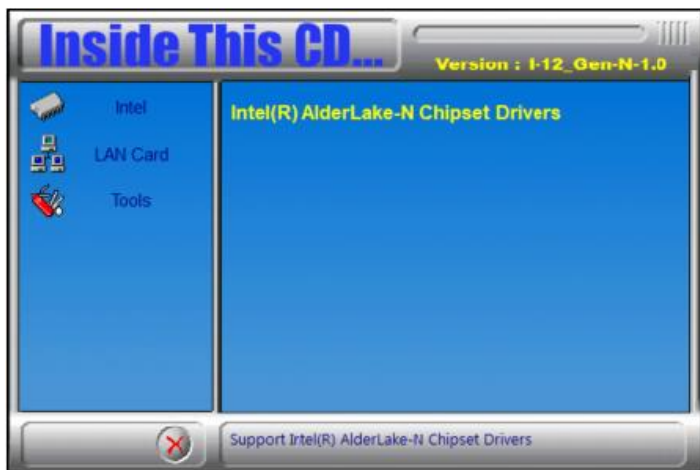 Inside This CD...
Version : I-12_Gen-N-1.0
Intel
LAN Card
Tools
Intel(R) AlderLake-N Chipset Drivers
Support Intel(R) AlderLake-N Chipset Drivers